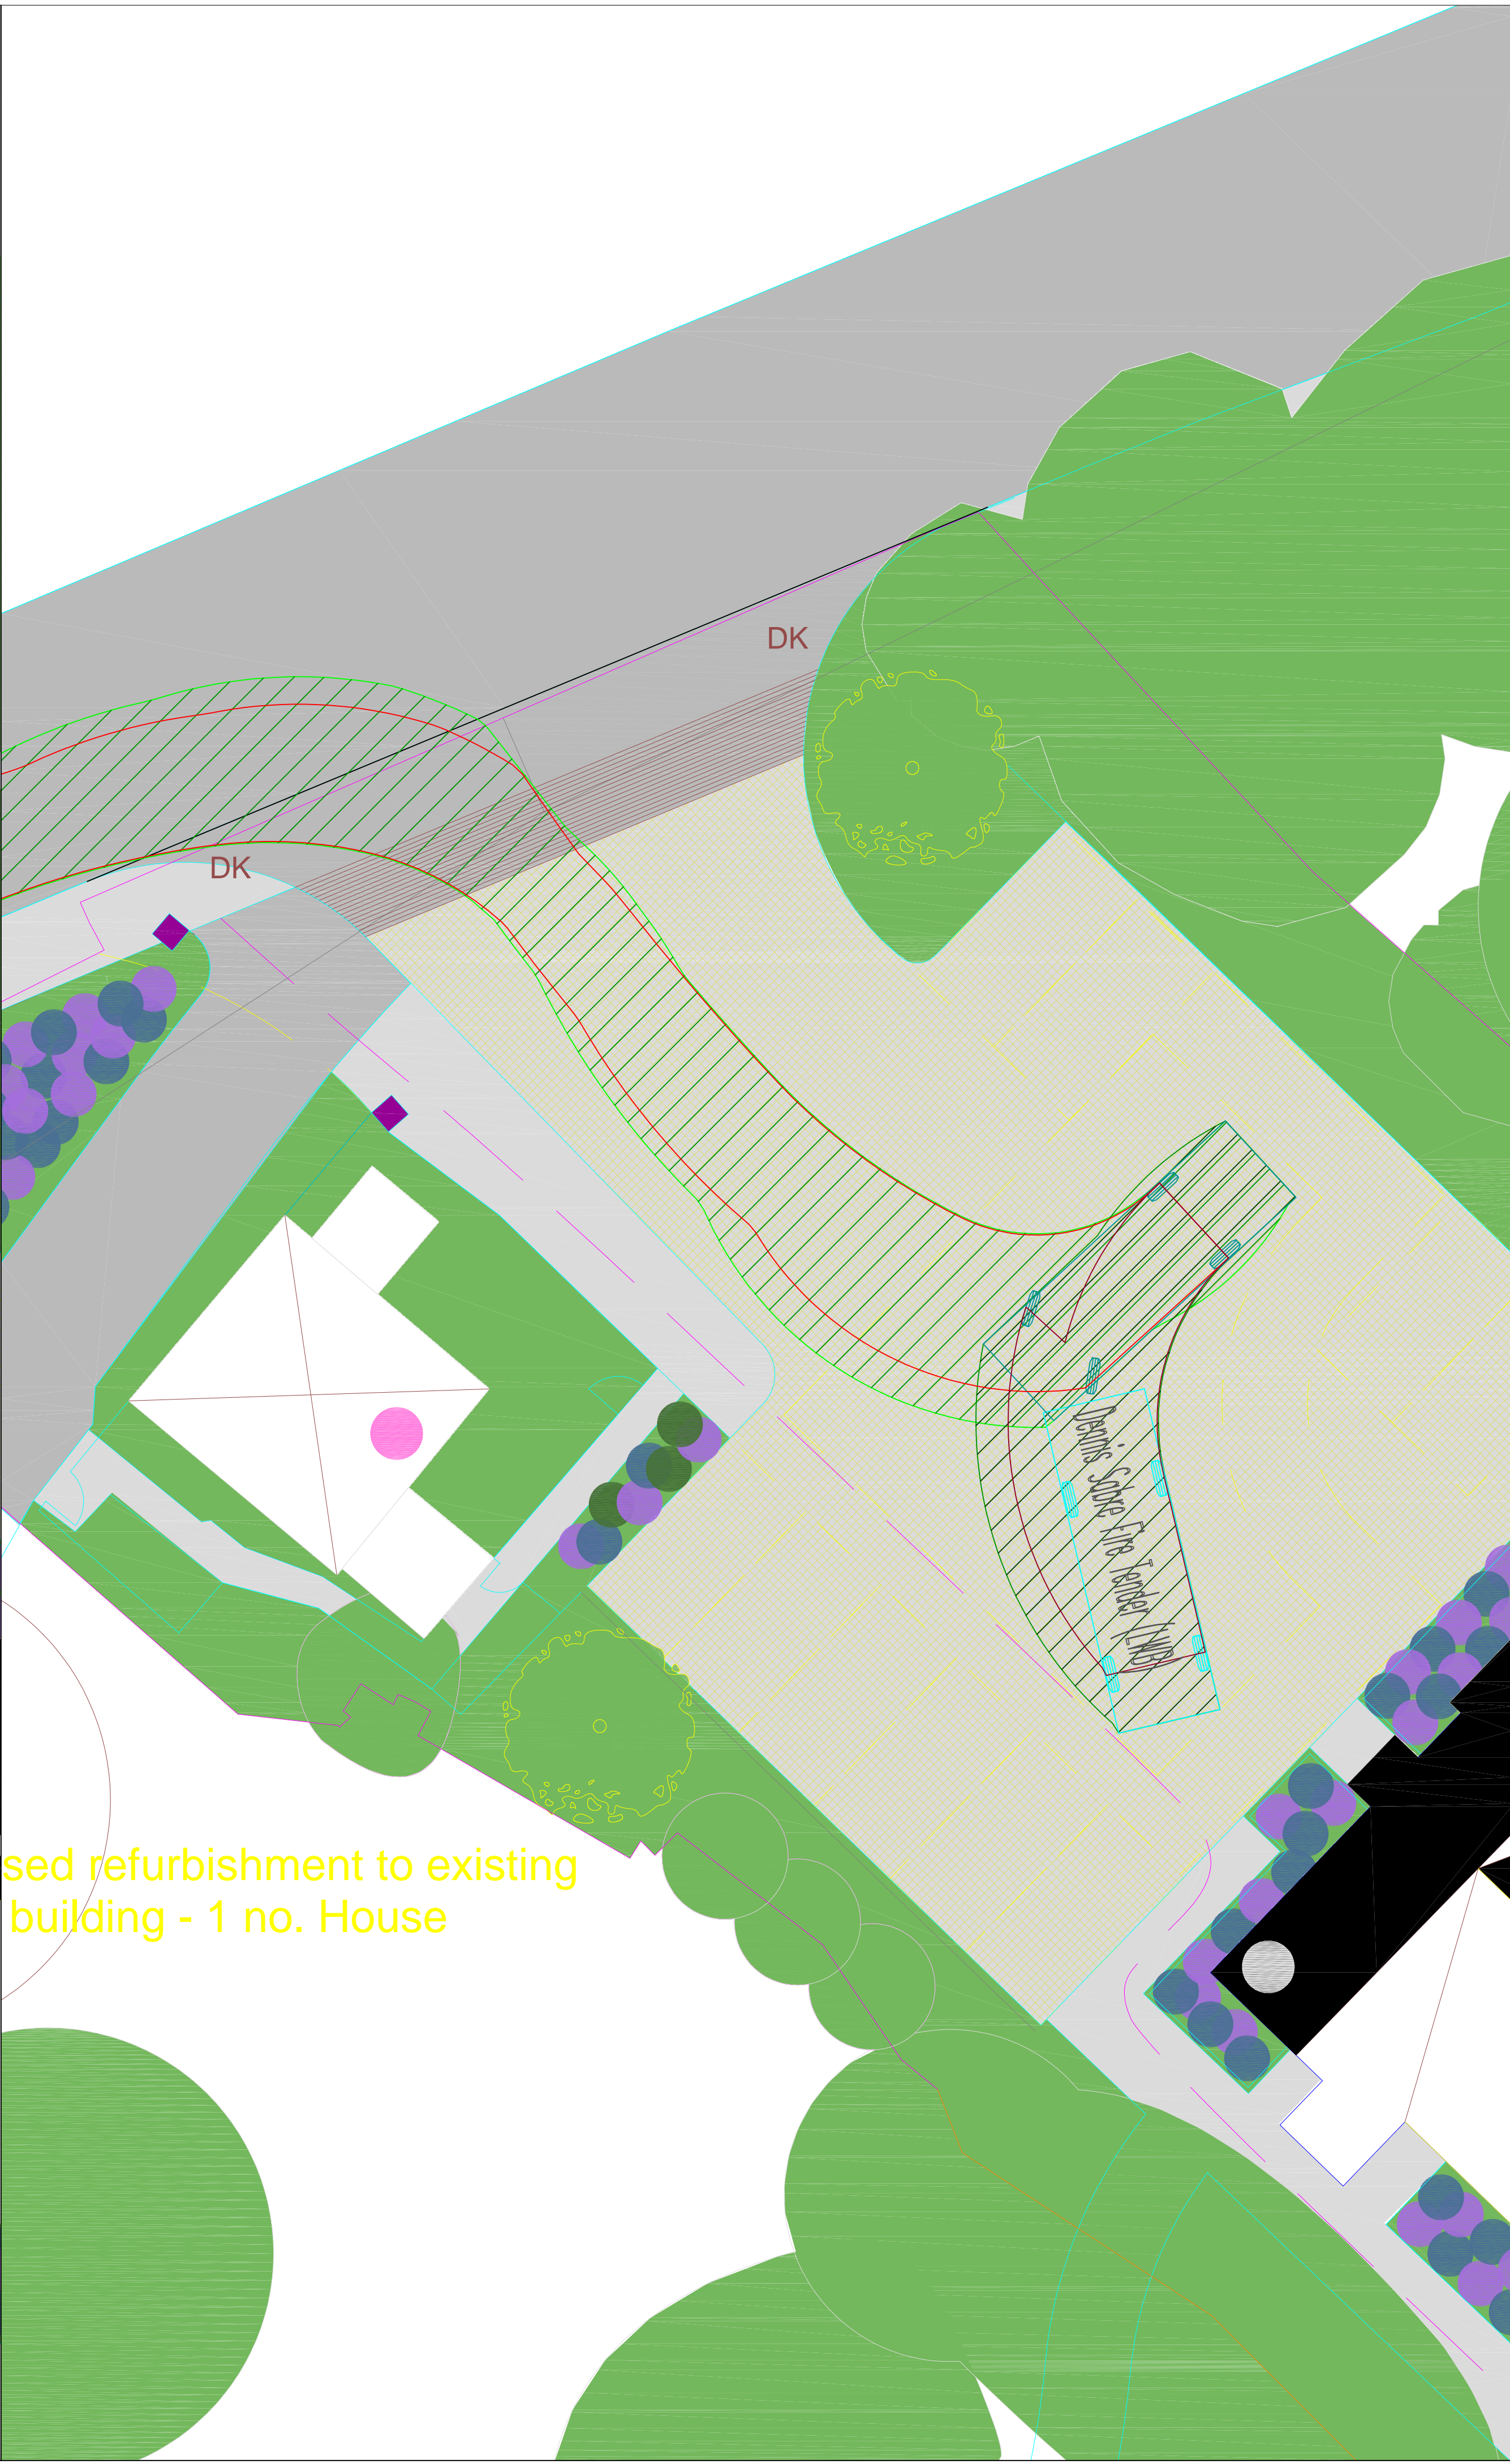 DK
DK
Dennis Sabre Fire Tender (LWB
sed refurbishment to existing
building - 1 no. House